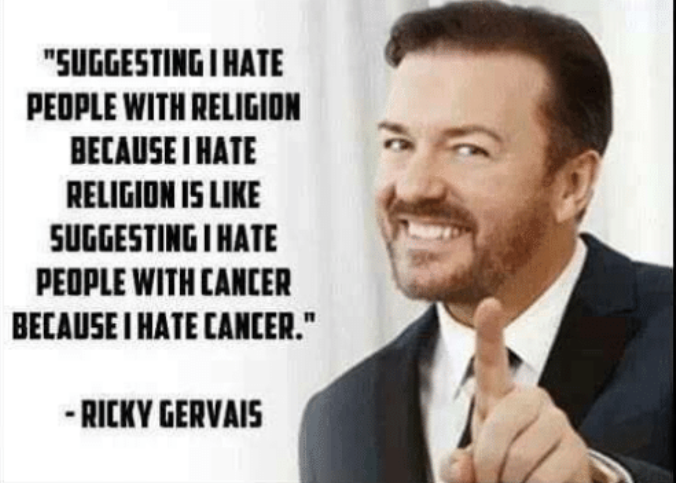 "SUGGESTING I HATE
PEOPLE WITH RELIGION
BECAUSE I HATE
RELIGION IS LIKE
SUGGESTING I HATE
PEOPLE WITH CANCER
BECAUSE I HATE CANCER."
- RICKY GERVAIS